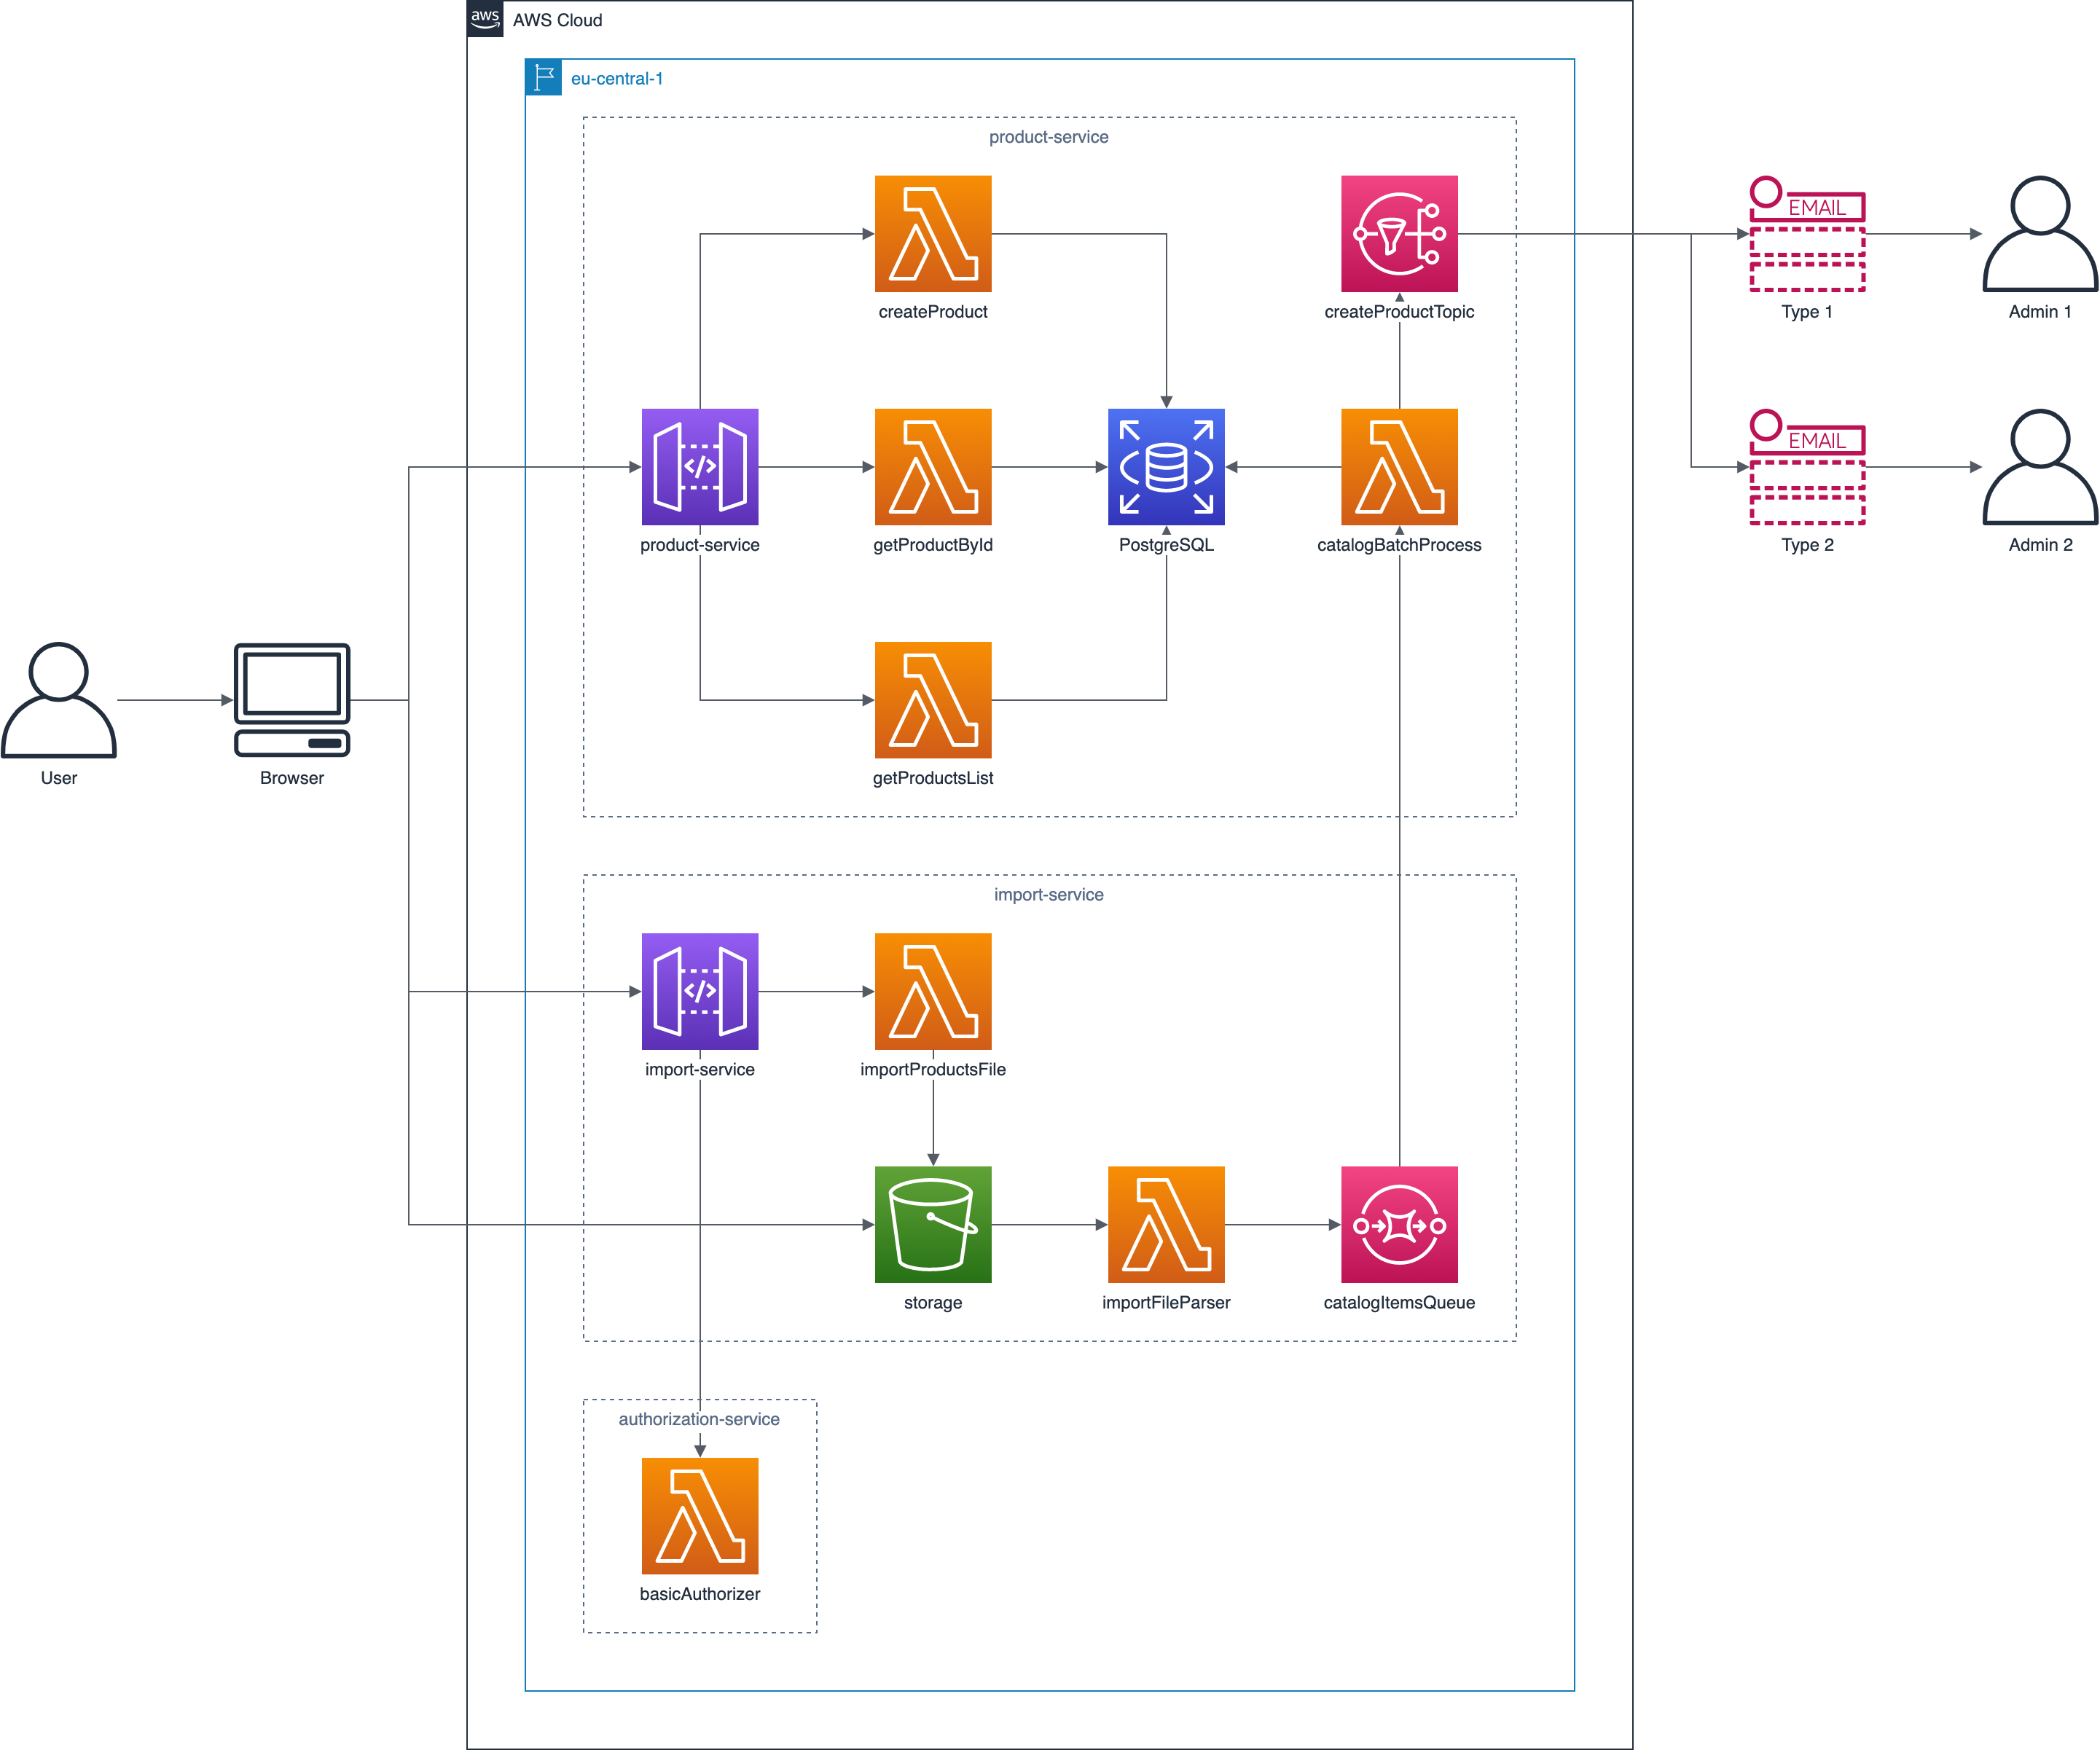 aws
AWS Cloud
eu-central-1
product-service
createProduct
createProductTopic
EMAIL
Type 1
Admin 1
product-service
getProductById
PostgreSQL
catalogBatchProcess
EMAIL
Type 2
Admin 2
User
Browser
getProductsList
import-service
import-service
importProductsFile
storage
importFileParser
catalogItemsQueue
authorization-service
basicAuthorizer